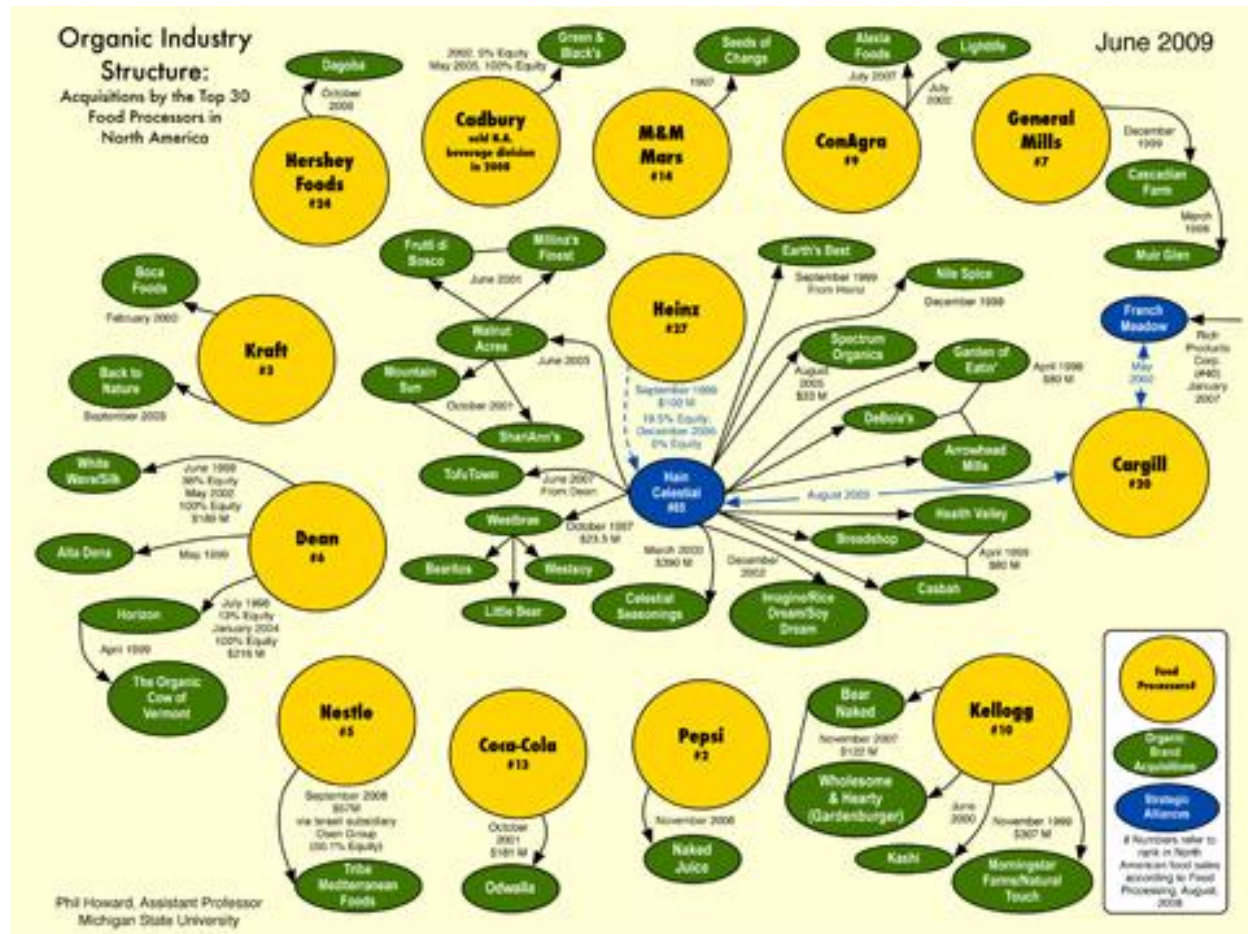 Organic Industry
Structure:
Acquisitions by the Top 30
Food Processors in
North America
June 2009
Dagoba
October
Hershey
Foods
2002, 5% Equity
May 2005, 100% Equity
Green &
Black's
Cadbury
sold N.A.
beverage division
in 2008
Seeds of
Change
1997
M&M
Mars
#14
Alexia
Foods
July 2007
Lightlife
July
2002
ConAgra
#9
General
Mills
#7
December
1999
Cascadian
Farm
March
1998
Muir Glen
Boca
Foods
February 2000
Kraft
Back to
Nature
September 2003
Frutti di
Bosco
Millina's
Finest
June 2001
Walnut
Acres
June 2003
Mountain
Sun
October 2001
ShariAnn's
Heinz
#27
September 1999
$100 M
19.5% Equity,
December 2005
0% Equity
Earth's Best
September 1999
From Heinz
Nile Spice
December 1998
Spectrum
Organics
August
2005
$33 M
Garden of
Eatin'
April 1998
$80 M
DeBole's
Arrowhead
Mills
French
Meadow
Rich
Products
Corp.
(#40)
January
2007
May
2002
Cargill
Hain
Celestial
August 2003
TofuTown
June 2007
From Dean
Westbrae
October 1997
$23.5 M
Bearitos
Westsoy
Little Bear
March 2000
$390 M
Celestial
Seasonings
December
2002
Imagine/Rice
Dream/Soy
Dream
Health Valley
Breadshop
April 1999
$80 M
Casbah
White
Wave/Silk
June 1999
36% Equity
May 2002
100% Equity
$189 M
Dean
#6
Alta Dena
May 1999
Horizon
July 1998
13% Equity
January 2004
100% Equity
$216 M
April 1999
The Organic
Cow of
Vermont
Nestle
#5
September 2008
$57M
via Israeli subsidiary
Osem Group
Tribe
Mediterranean
Foods
Coca-Cola
#13
October
2001
$181 M
Odwalla
Pepsi
#2
November 2006
Naked
Juice
Bear
Naked
November 2007
$122 M
Wholesome
& Hearty
(Gardenburger)
Kellogg
#10
June
2000
Kashi
November 1999
$307 M
Morningstar
Farms/Natural
Touch
Food
Processors#
Organic
Brand
Acquisitions
Strategic
Alliances
# Numbers refer to
rank in North
American food sales
according to Food
Processing, August,
2008
Phil Howard, Assistant Professor
Michigan State University